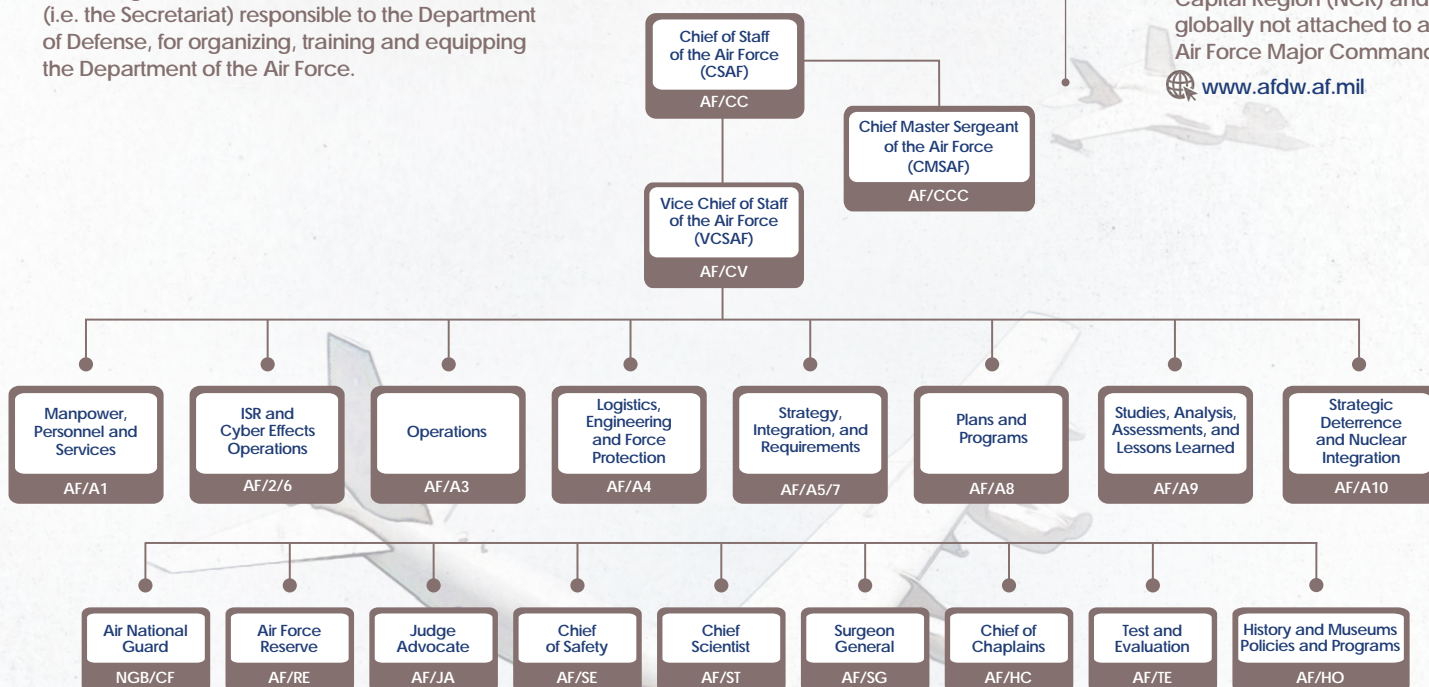 (i.e. the Secretariat) responsible to the Department
of Defense, for organizing, training and equipping
the Department of the Air Force.
Capital Region (NCR) and
globally not attached to a
Air Force Major Command
www.afdw.af.mil
Chief of Staff
of the Air Force
(CSAF)
AF/CC
Chief Master Sergeant
of the Air Force
(CMSAF)
AF/CCC
Vice Chief of Staff
of the Air Force
(VCSAF)
AF/CV
Manpower,
Personnel and
Services
AF/A1
ISR and
Cyber Effects
Operations
AF/2/6
Operations
AF/A3
Logistics,
Engineering
and Force
Protection
AF/A4
Strategy,
Integration, and
Requirements
AF/A5/7
Plans and
Programs
AF/A8
Studies, Analysis,
Assessments, and
Lessons Learned
AF/A9
Strategic
Deterrence
and Nuclear
Integration
AF/A10
Air National
Guard
NGB/CF
Air Force
Reserve
AF/RE
Judge
Advocate
AF/JA
Chief
of Safety
AF/SE
Chief
Scientist
AF/ST
Surgeon
General
AF/SG
Chief of
Chaplains
AF/HC
Test and
Evaluation
AF/TE
History and Museums
Policies and Programs
AF/HO